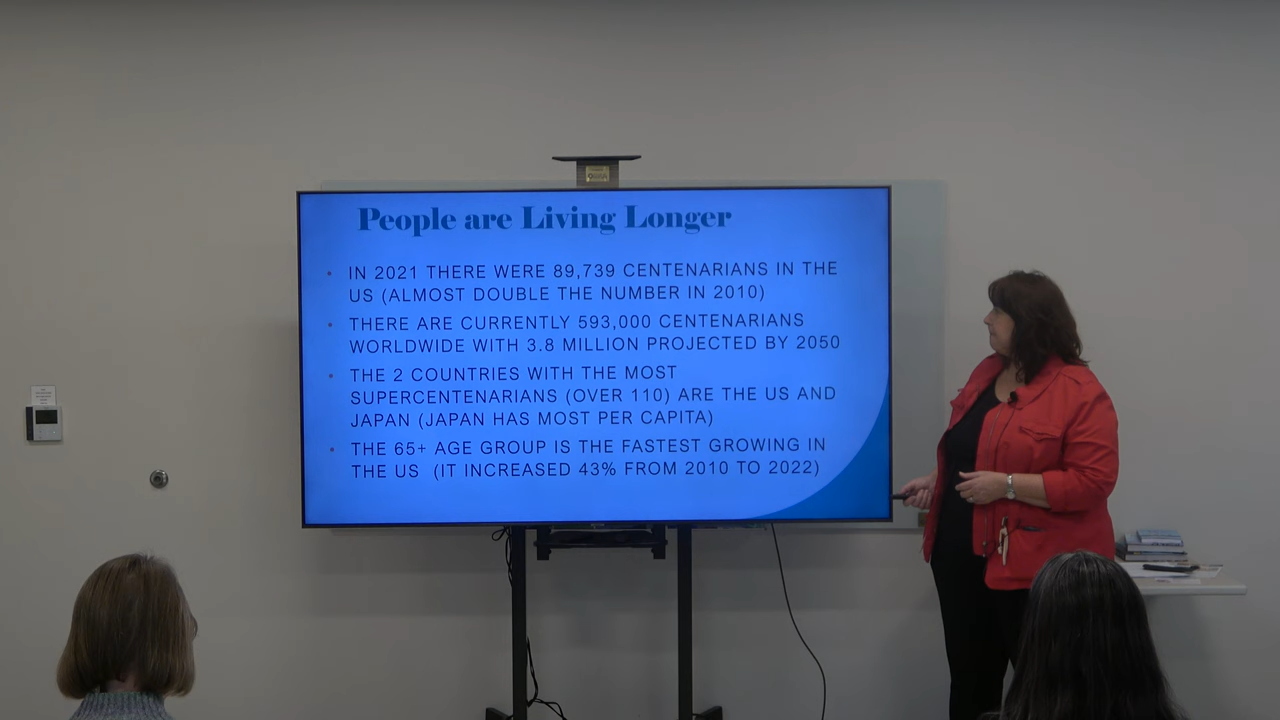 People are Living Longer
• IN 2021 THERE WERE 89,739 CENTENARIANS IN THE
US (ALMOST DOUBLE THE NUMBER IN 2010)
• THERE ARE CURRENTLY 593,000 CENTENARIANS
WORLDWIDE WITH 3.8 MILLION PROJECTED BY 2050
• THE 2 COUNTRIES WITH THE MOST
SUPERCENTENARIANS (OVER 110) ARE THE US AND
JAPAN (JAPAN HAS MOST PER CAPITA)
• THE 65+ AGE GROUP IS THE FASTEST GROWING IN
THE US (IT INCREASED 43% FROM 2010 TO 2022)